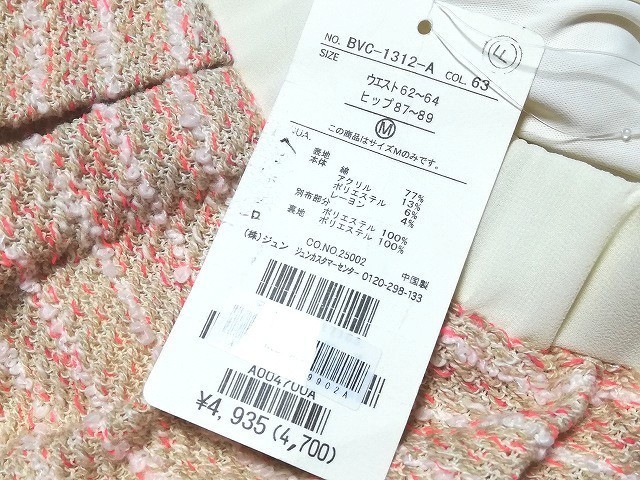 NO. BVC-1312-A COL. 63
SIZE
F
ウエスト62~64
ヒップ87~89
M
この商品はサイズMのみです。
.UA.
表地
本体 綿 77%
アクリル 13%
ポリエステル 6%
レーヨン 4%
別布部分 ポリエステル 100%
裏地 ポリエステル 100%
(株)ジュン CO.NO.25002 中国製
ジュンカスタマーセンター 0120-298-133
9902A
A004700A
¥4,935(4,700)